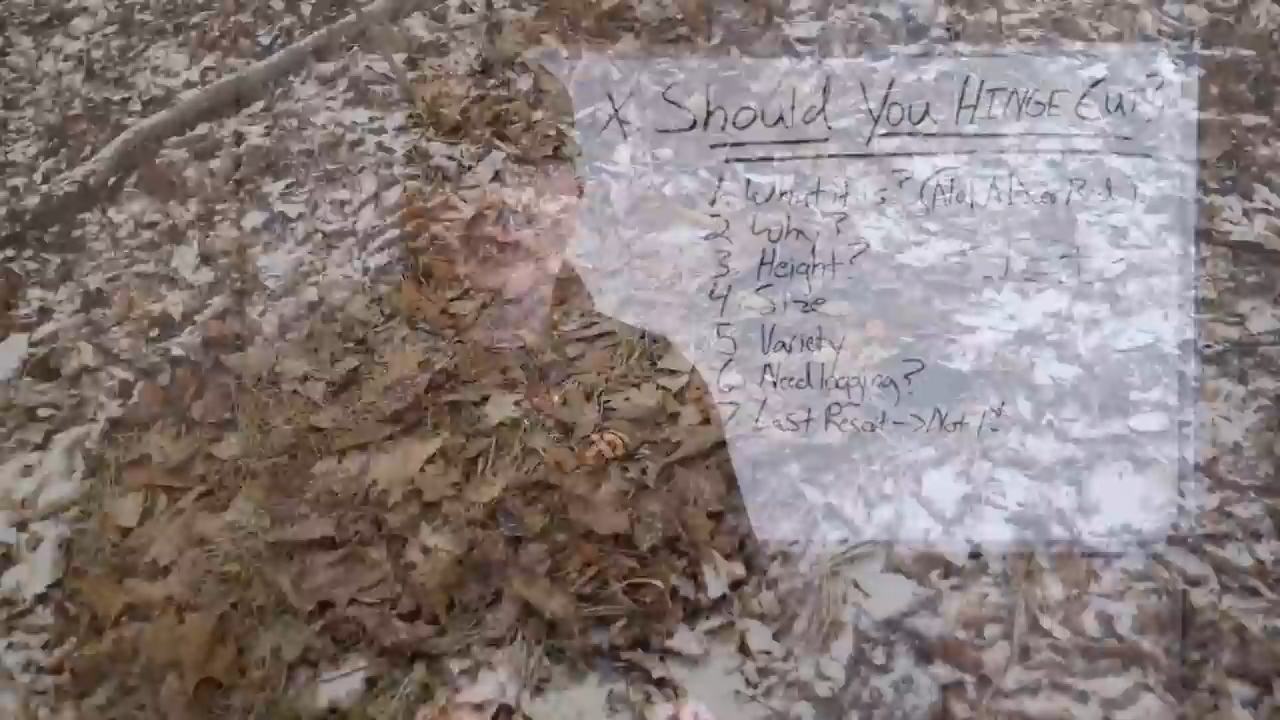 X Should You HINGE Cut?
1. What it is?
2 Why?
3 Height?
4 Size
5 Variety
6 Need Logging?
7 Last Resort -> Not 1st